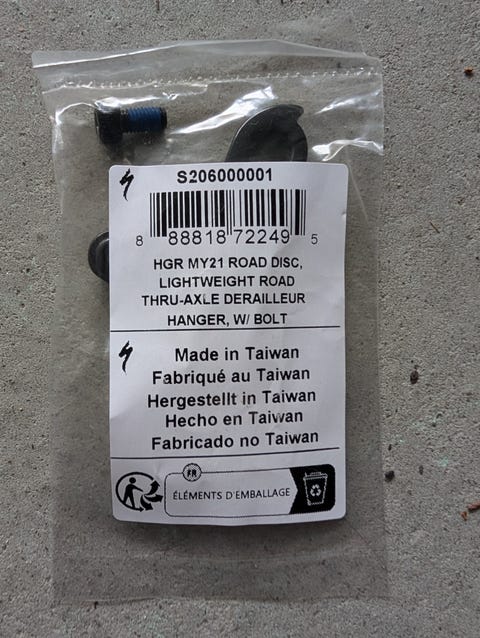 S206000001
8 88818 72249 5
HGR MY21 ROAD DISC,
LIGHTWEIGHT ROAD
THRU-AXLE DERAILLEUR
HANGER, W/ BOLT
Made in Taiwan
Fabriqué au Taiwan
Hergestellt in Taiwan
Hecho en Taiwan
Fabricado no Taiwan
FR
ÉLÉMENTS D'EMBALLAGE